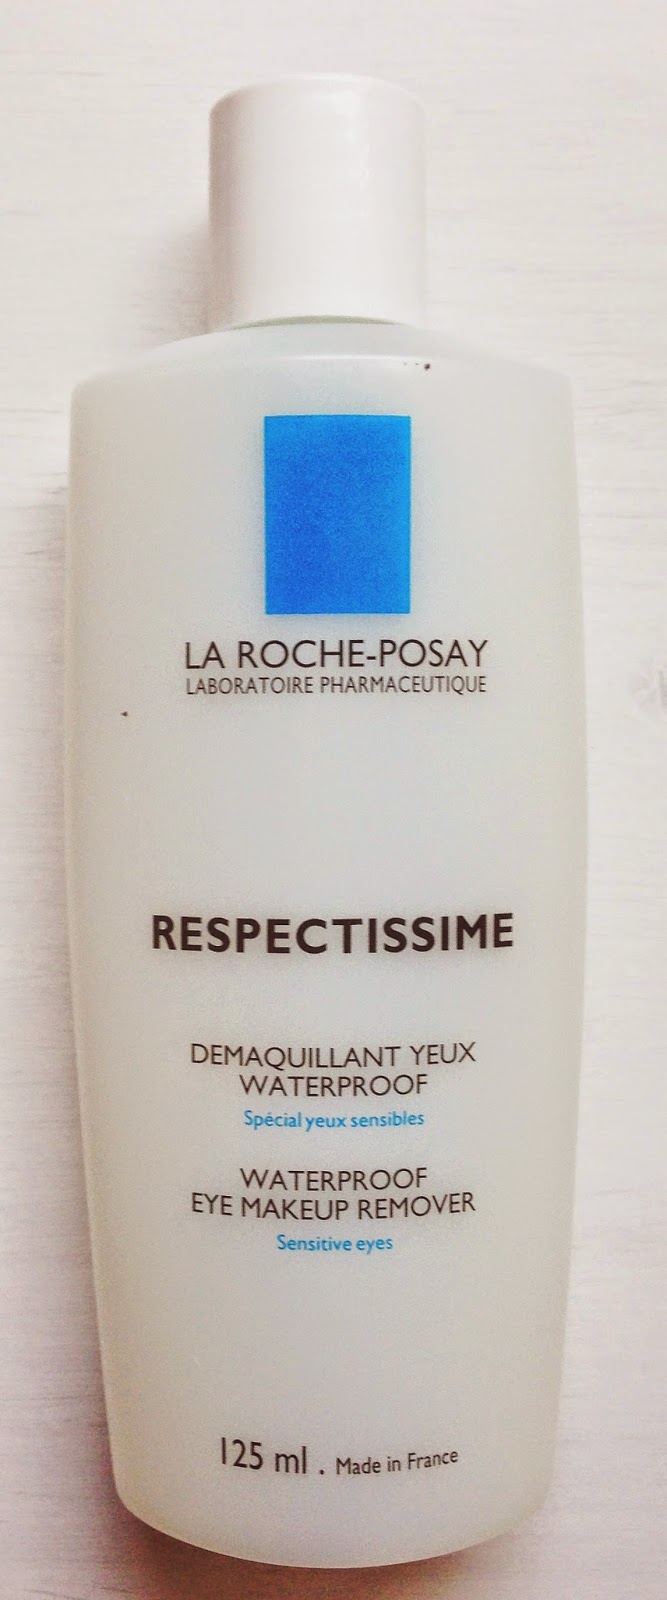 LA ROCHE-POSAY
LABORATOIRE PHARMACEUTIQUE
RESPECTISSIME
DEMAQUILLANT YEUX
WATERPROOF
Spécial yeux sensibles
WATERPROOF
EYE MAKEUP REMOVER
Sensitive eyes
125 ml . Made in France